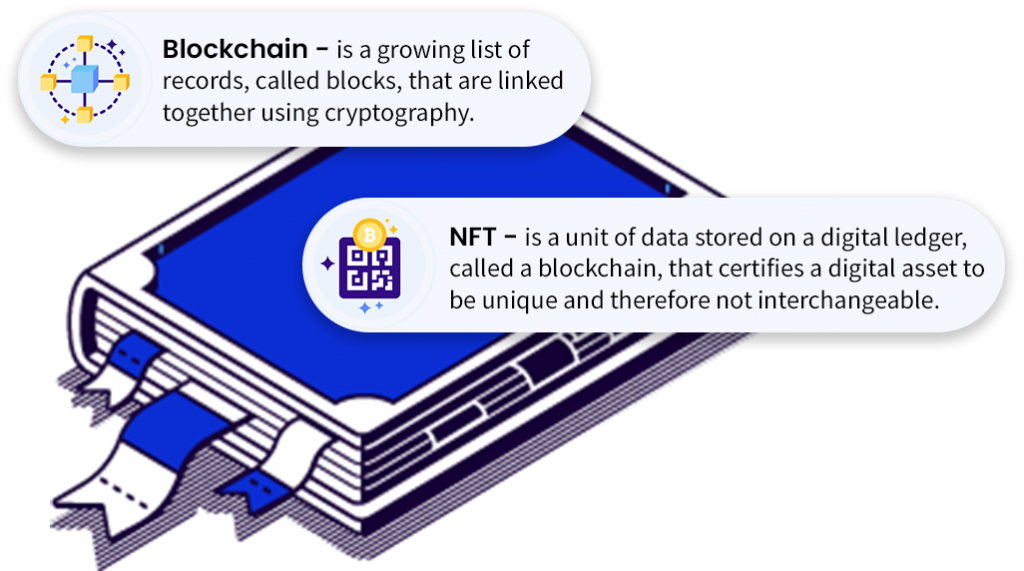 Blockchain - is a growing list of
records, called blocks, that are linked
together using cryptography.
NFT - is a unit of data stored on a digital ledger,
called a blockchain, that certifies a digital asset to
be unique and therefore not interchangeable.